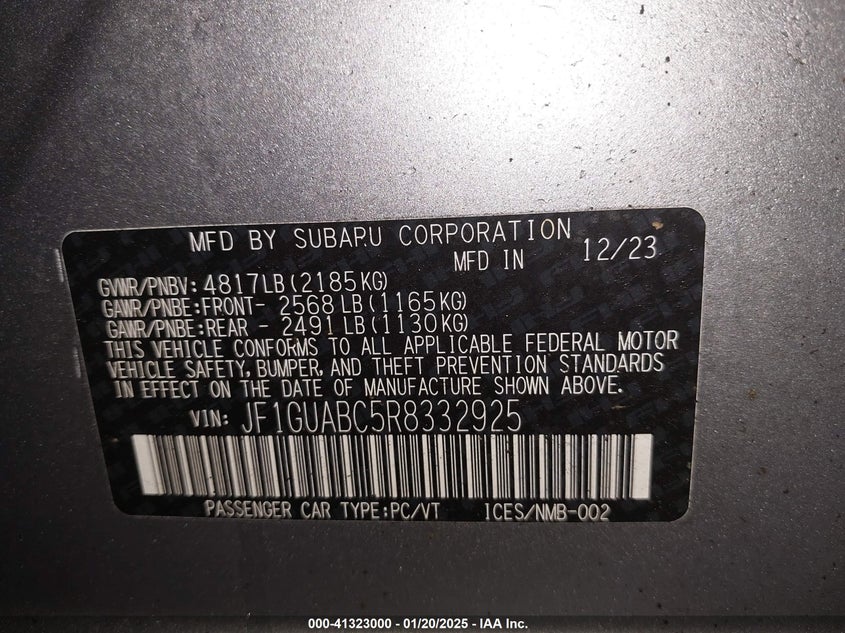 MFD BY SUBARU CORPORATION
MFD IN 12/23
GVWR/PNBV: 4817LB(2185KG)
GAWR/PNBE:FRONT- 2568 LB(1165KG)
GAWR/PNBE:REAR - 2491 LB(1130KG)
THIS VEHICLE CONFORMS TO ALL APPLICABLE FEDERAL MOTOR
VEHICLE SAFETY, BUMPER, AND THEFT PREVENTION STANDARDS
IN EFFECT ON THE DATE OF MANUFACTURE SHOWN ABOVE.
VIN: JF1GUABC5R8332925
PASSENGER CAR TYPE:PC/VT ICES/NMB-002
000-41323000 - 01/20/2025 - IAA Inc.